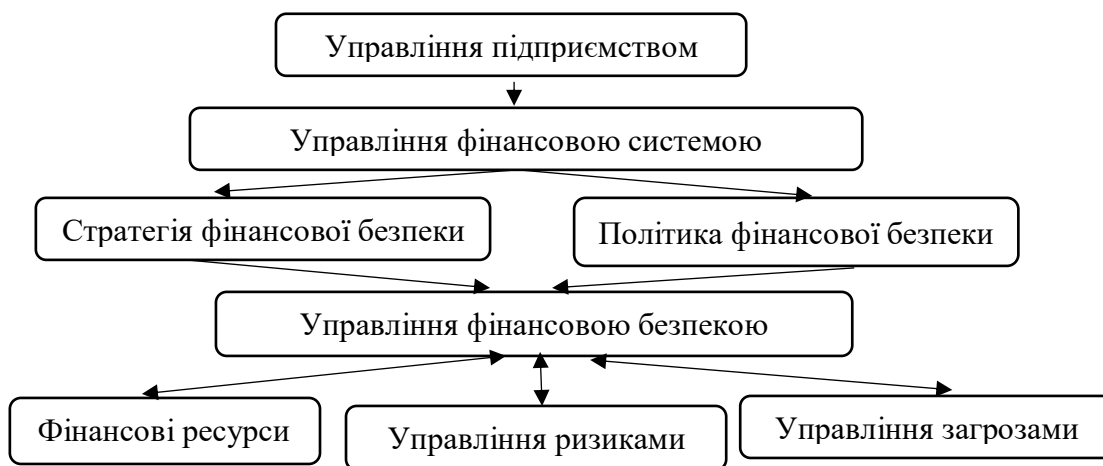 Управління підприємством
Управління фінансовою системою
Стратегія фінансової безпеки
Політика фінансової безпеки
Управління фінансовою безпекою
Фінансові ресурси
Управління ризиками
Управління загрозами